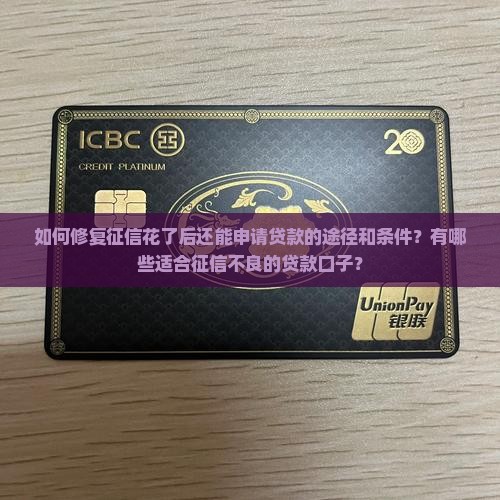 ICBC
20
CREDIT PLATINUM
如何修复征信花了后还能申请贷款的途径和条件？有哪
些适合征信不良的贷款口子？
UnionPay
银联